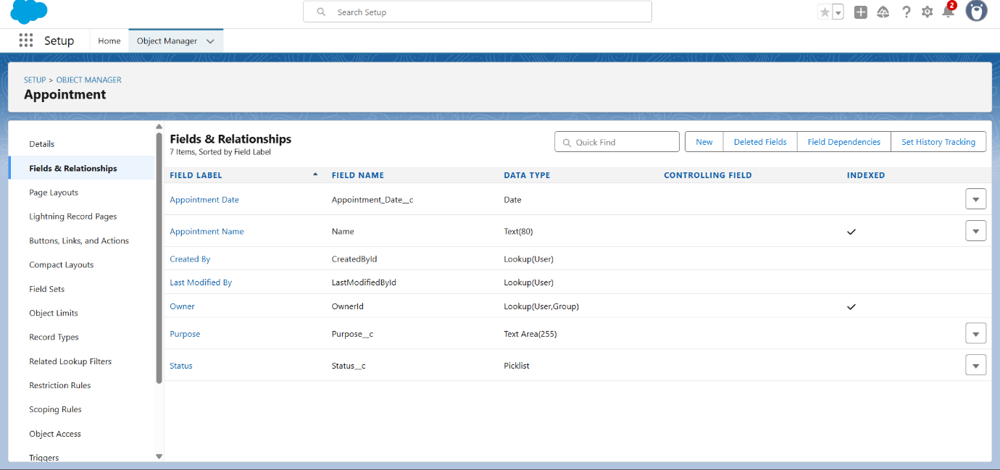 Search Setup
2
Setup Home Object Manager
SETUP > OBJECT MANAGER
Appointment
Details
Fields & Relationships
Page Layouts
Lightning Record Pages
Buttons, Links, and Actions
Compact Layouts
Field Sets
Object Limits
Record Types
Related Lookup Filters
Restriction Rules
Scoping Rules
Object Access
Triggers
Fields & Relationships
7 Items, Sorted by Field Label
Quick Find New Deleted Fields Field Dependencies Set History Tracking
FIELD LABEL FIELD NAME DATA TYPE CONTROLLING FIELD INDEXED
Appointment Date Appointment_Date__c Date
Appointment Name Name Text(80)
Created By CreatedById Lookup(User)
Last Modified By LastModifiedById Lookup(User)
Owner OwnerId Lookup(User,Group)
Purpose Purpose__c Text Area(255)
Status Status__c Picklist